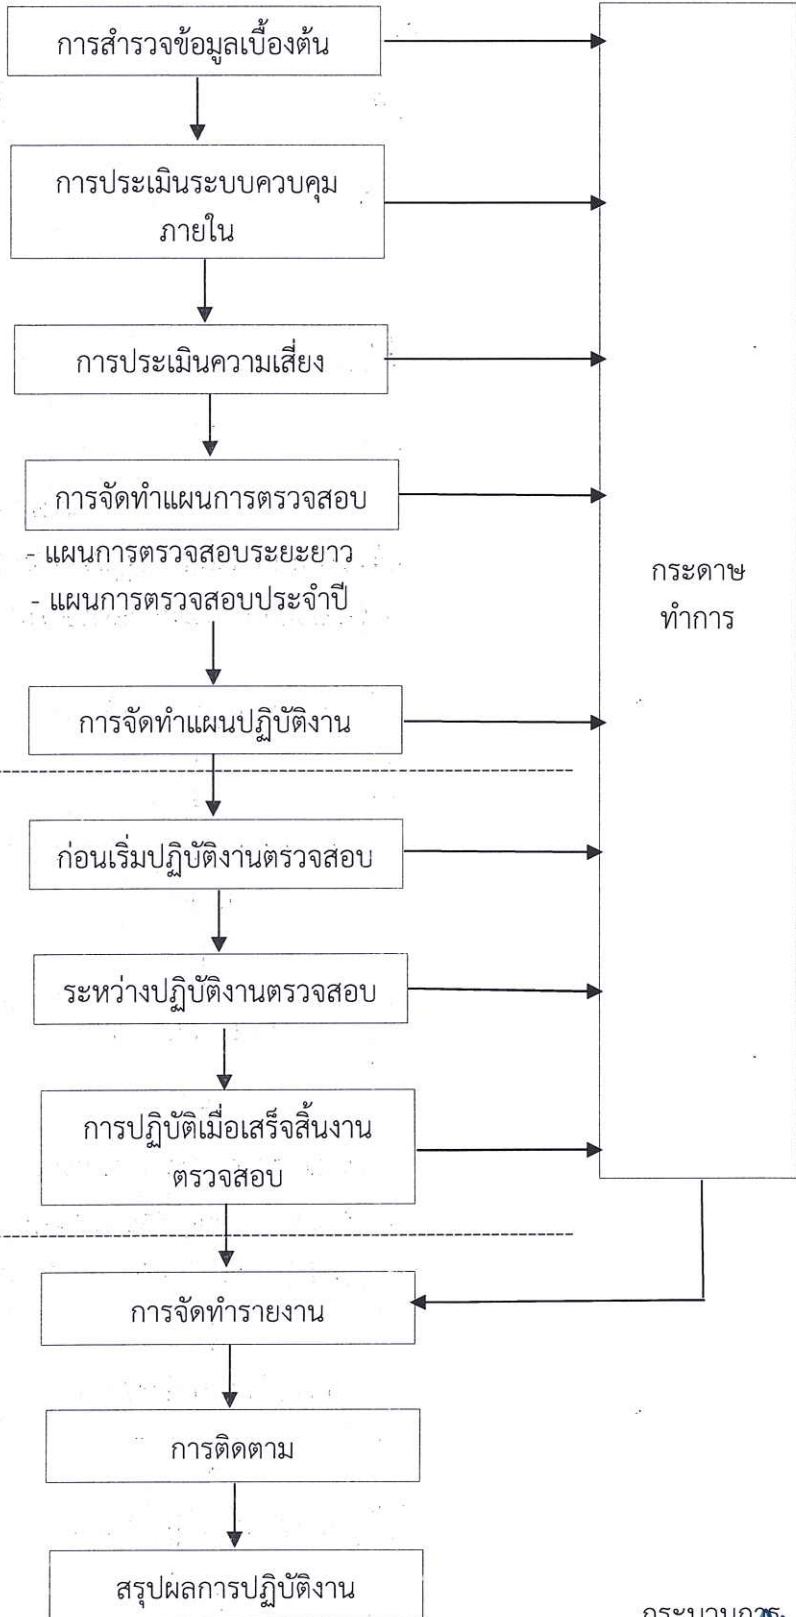 การสำรวจข้อมูลเบื้องต้น
การประเมินระบบควบคุม
ภายใน
การประเมินความเสี่ยง
การจัดทำแผนการตรวจสอบ
- แผนการตรวจสอบระยะยาว
- แผนการตรวจสอบประจำปี
กระดาษ
ทำการ
การจัดทำแผนปฏิบัติงาน
ก่อนเริ่มปฏิบัติงานตรวจสอบ
ระหว่างปฏิบัติงานตรวจสอบ
การปฏิบัติเมื่อเสร็จสิ้นงาน
ตรวจสอบ
การจัดทำรายงาน
การติดตาม
สรุปผลการปฏิบัติงาน